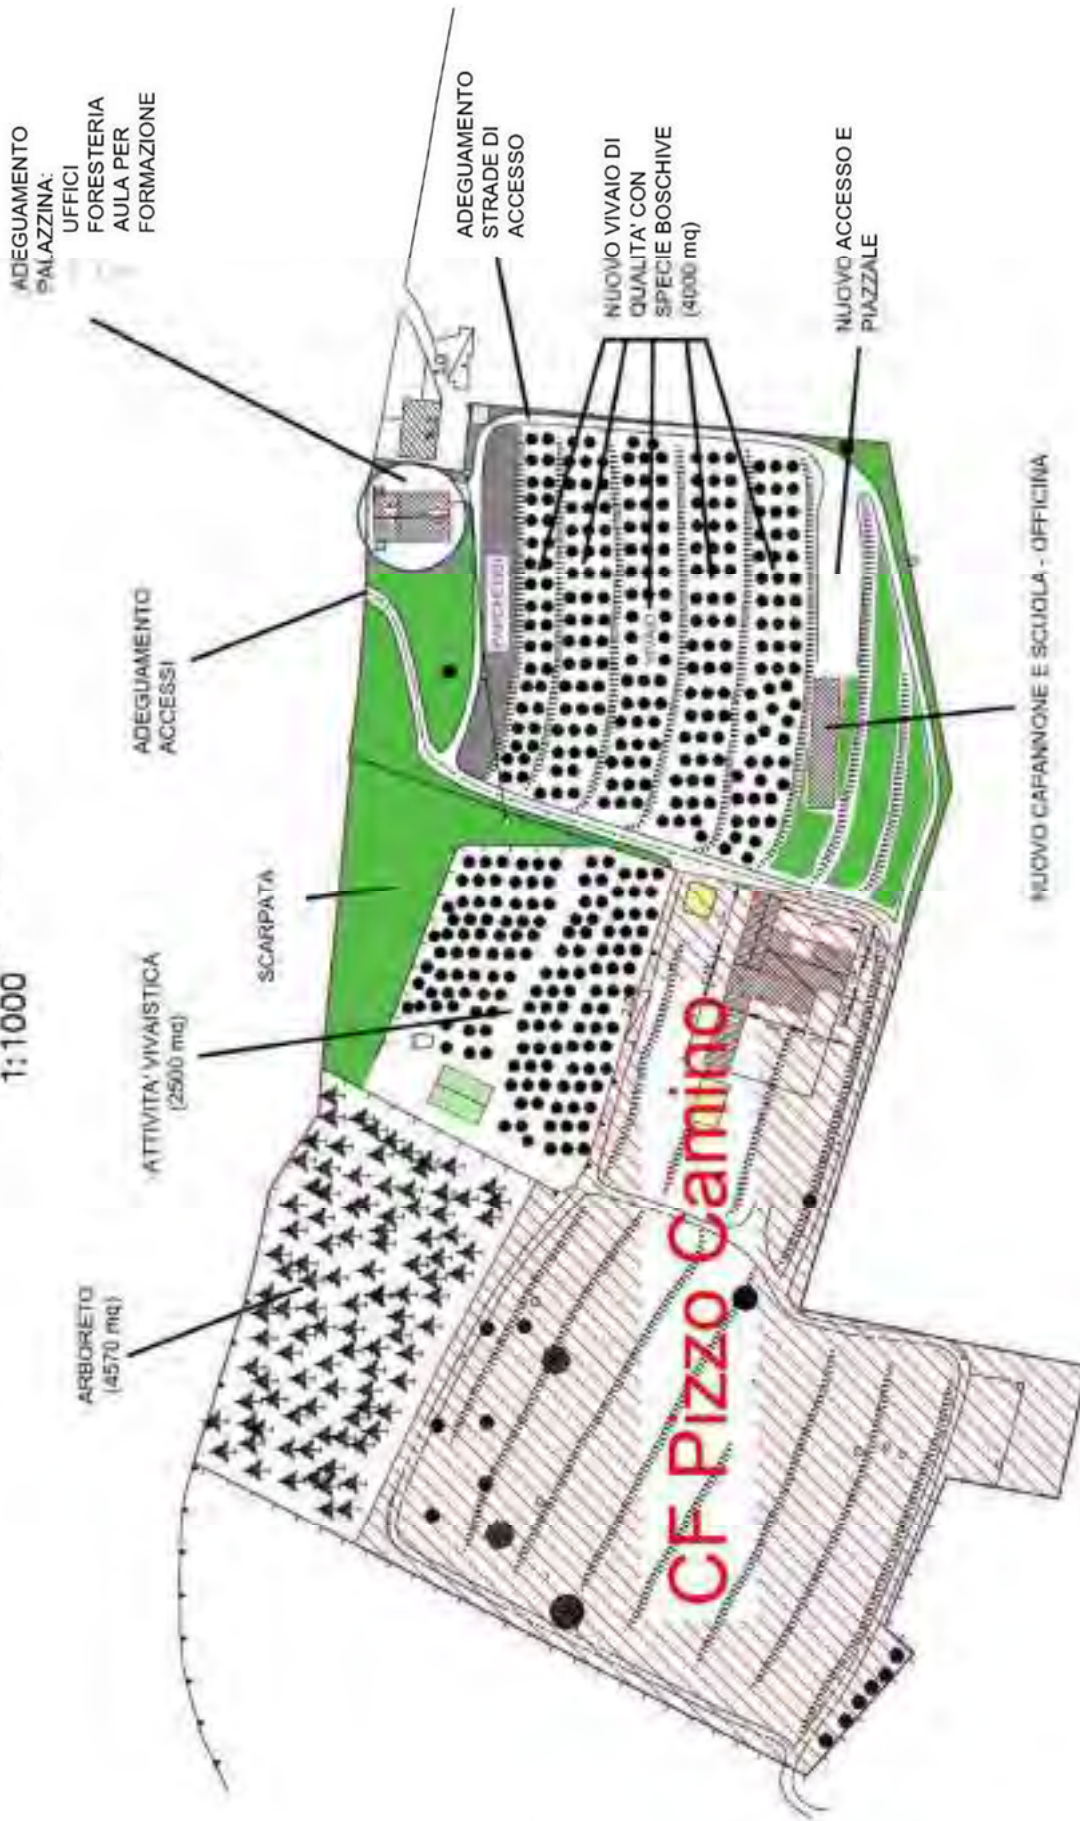 1:1000
ARBORETO
(4570 mq)
ATTIVITA' VIVAISTICA
(2500 mq)
SCARPATA
ADEGUAMENTO
ACCESSI
ADEGUAMENTO
PALAZZINA:
UFFICI
FORESTERIA
AULA PER
FORMAZIONE
ADEGUAMENTO
STRADE DI
ACCESSO
NUOVO VIVAIO DI
QUALITA' CON
SPECIE BOSCHIVE
(4000 mq)
NUOVO ACCESSO E
PIAZZALE
NUOVO CAPANNONE E SCUOLA - OFFICINA
PARCHEGGI
VIVAIO
CF Pizzo Camino